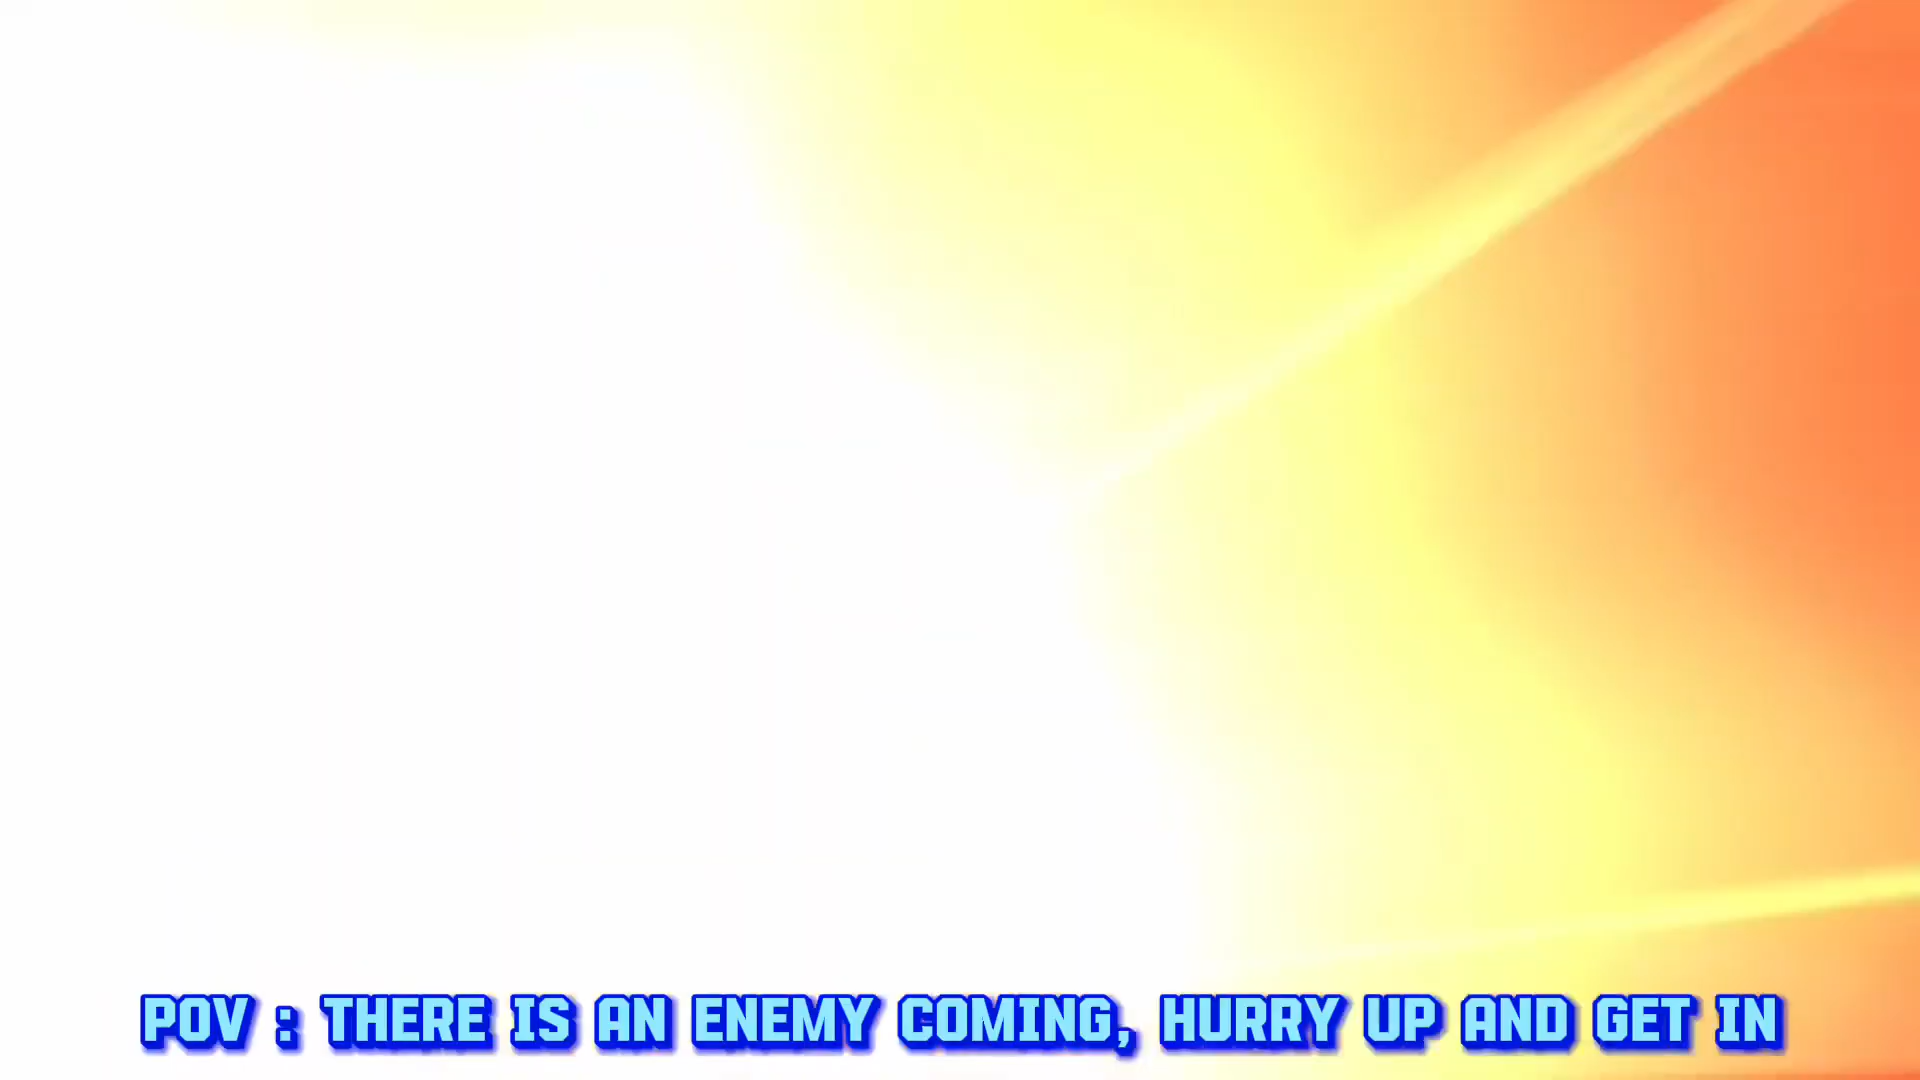 POV : THERE IS AN ENEMY COMING, HURRY UP AND GET IN